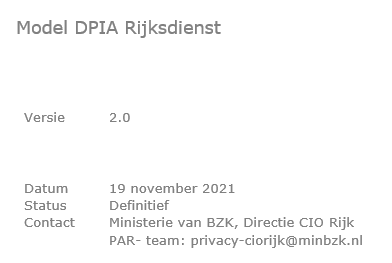 Model DPIA Rijksdienst
Versie 2.0
Datum 19 november 2021
Status Definitief
Contact Ministerie van BZK, Directie CIO Rijk
PAR- team: privacy-ciorijk@minbzk.nl